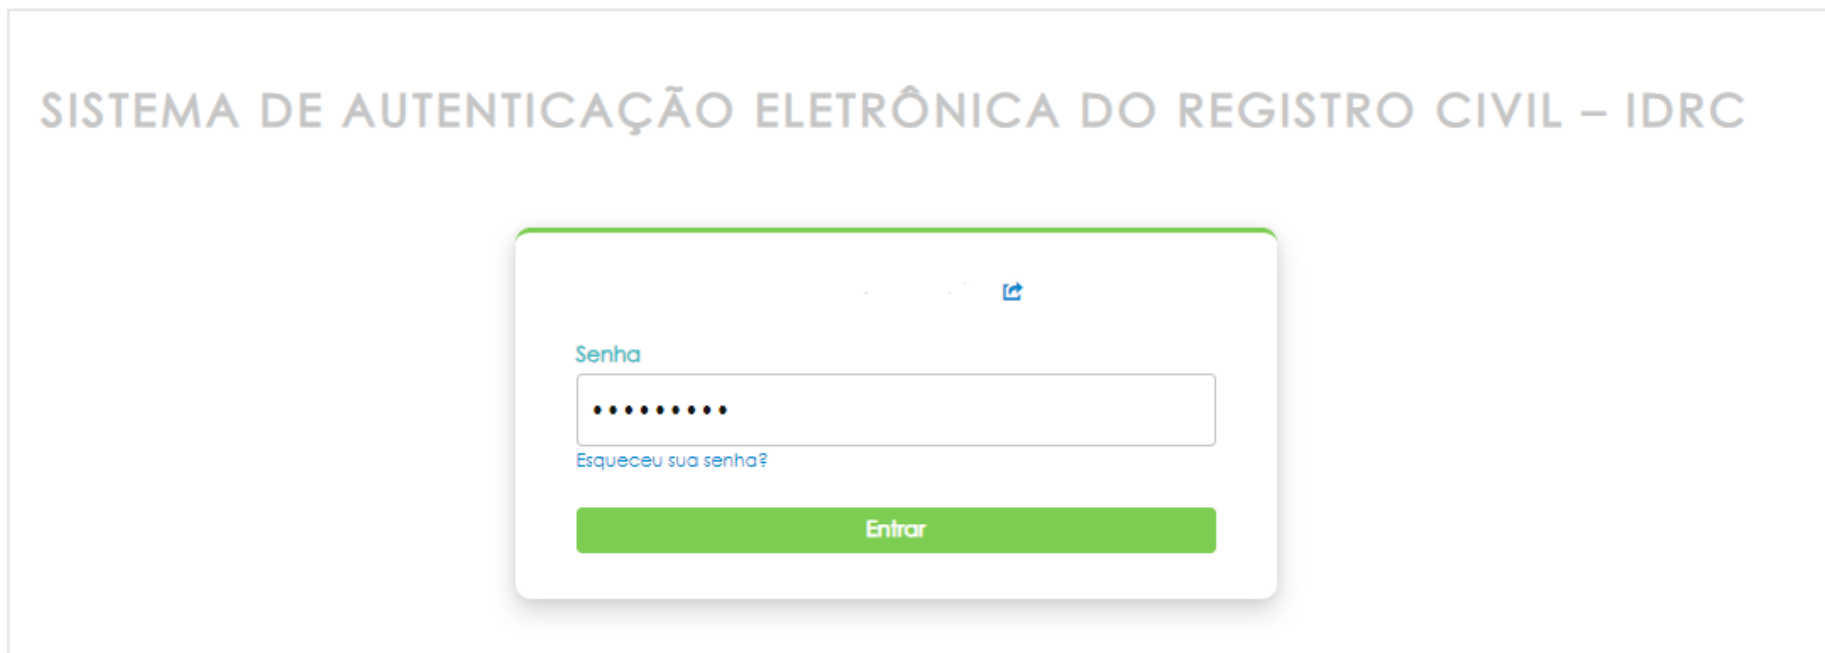 SISTEMA DE AUTENTICAÇÃO ELETRÔNICA DO REGISTRO CIVIL – IDRC
Senha
•••••••••
Esqueceu sua senha?
Entrar